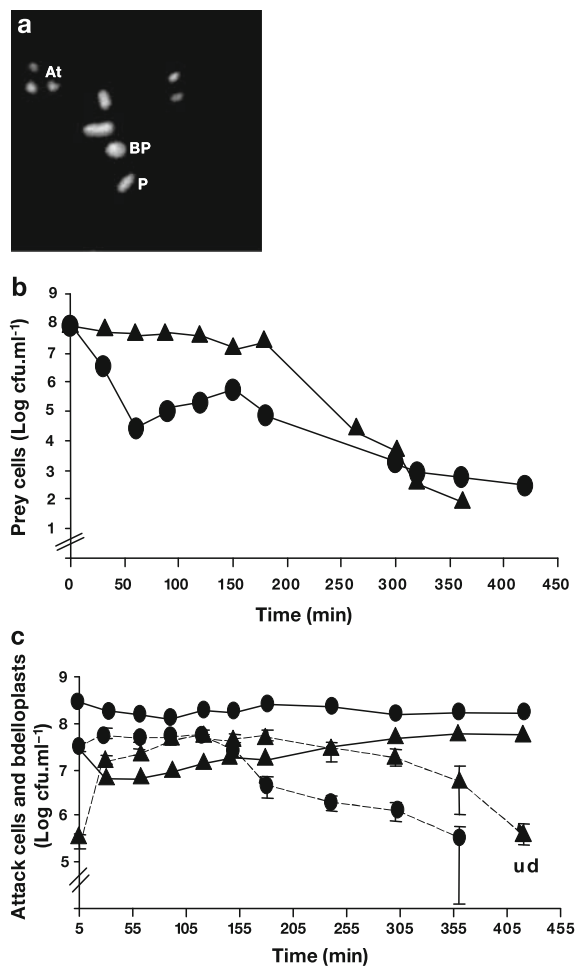 a
At
BP
P
b
Prey cells (Log cfu.ml⁻¹)
9
8
7
6
5
4
3
2
1
0 50 100 150 200 250 300 350 400 450
Time (min)
c
Attack cells and bdelloplasts
(Log cfu.ml⁻¹)
9
8
7
6
5
ud
5 55 105 155 205 255 305 355 405 455
Time (min)